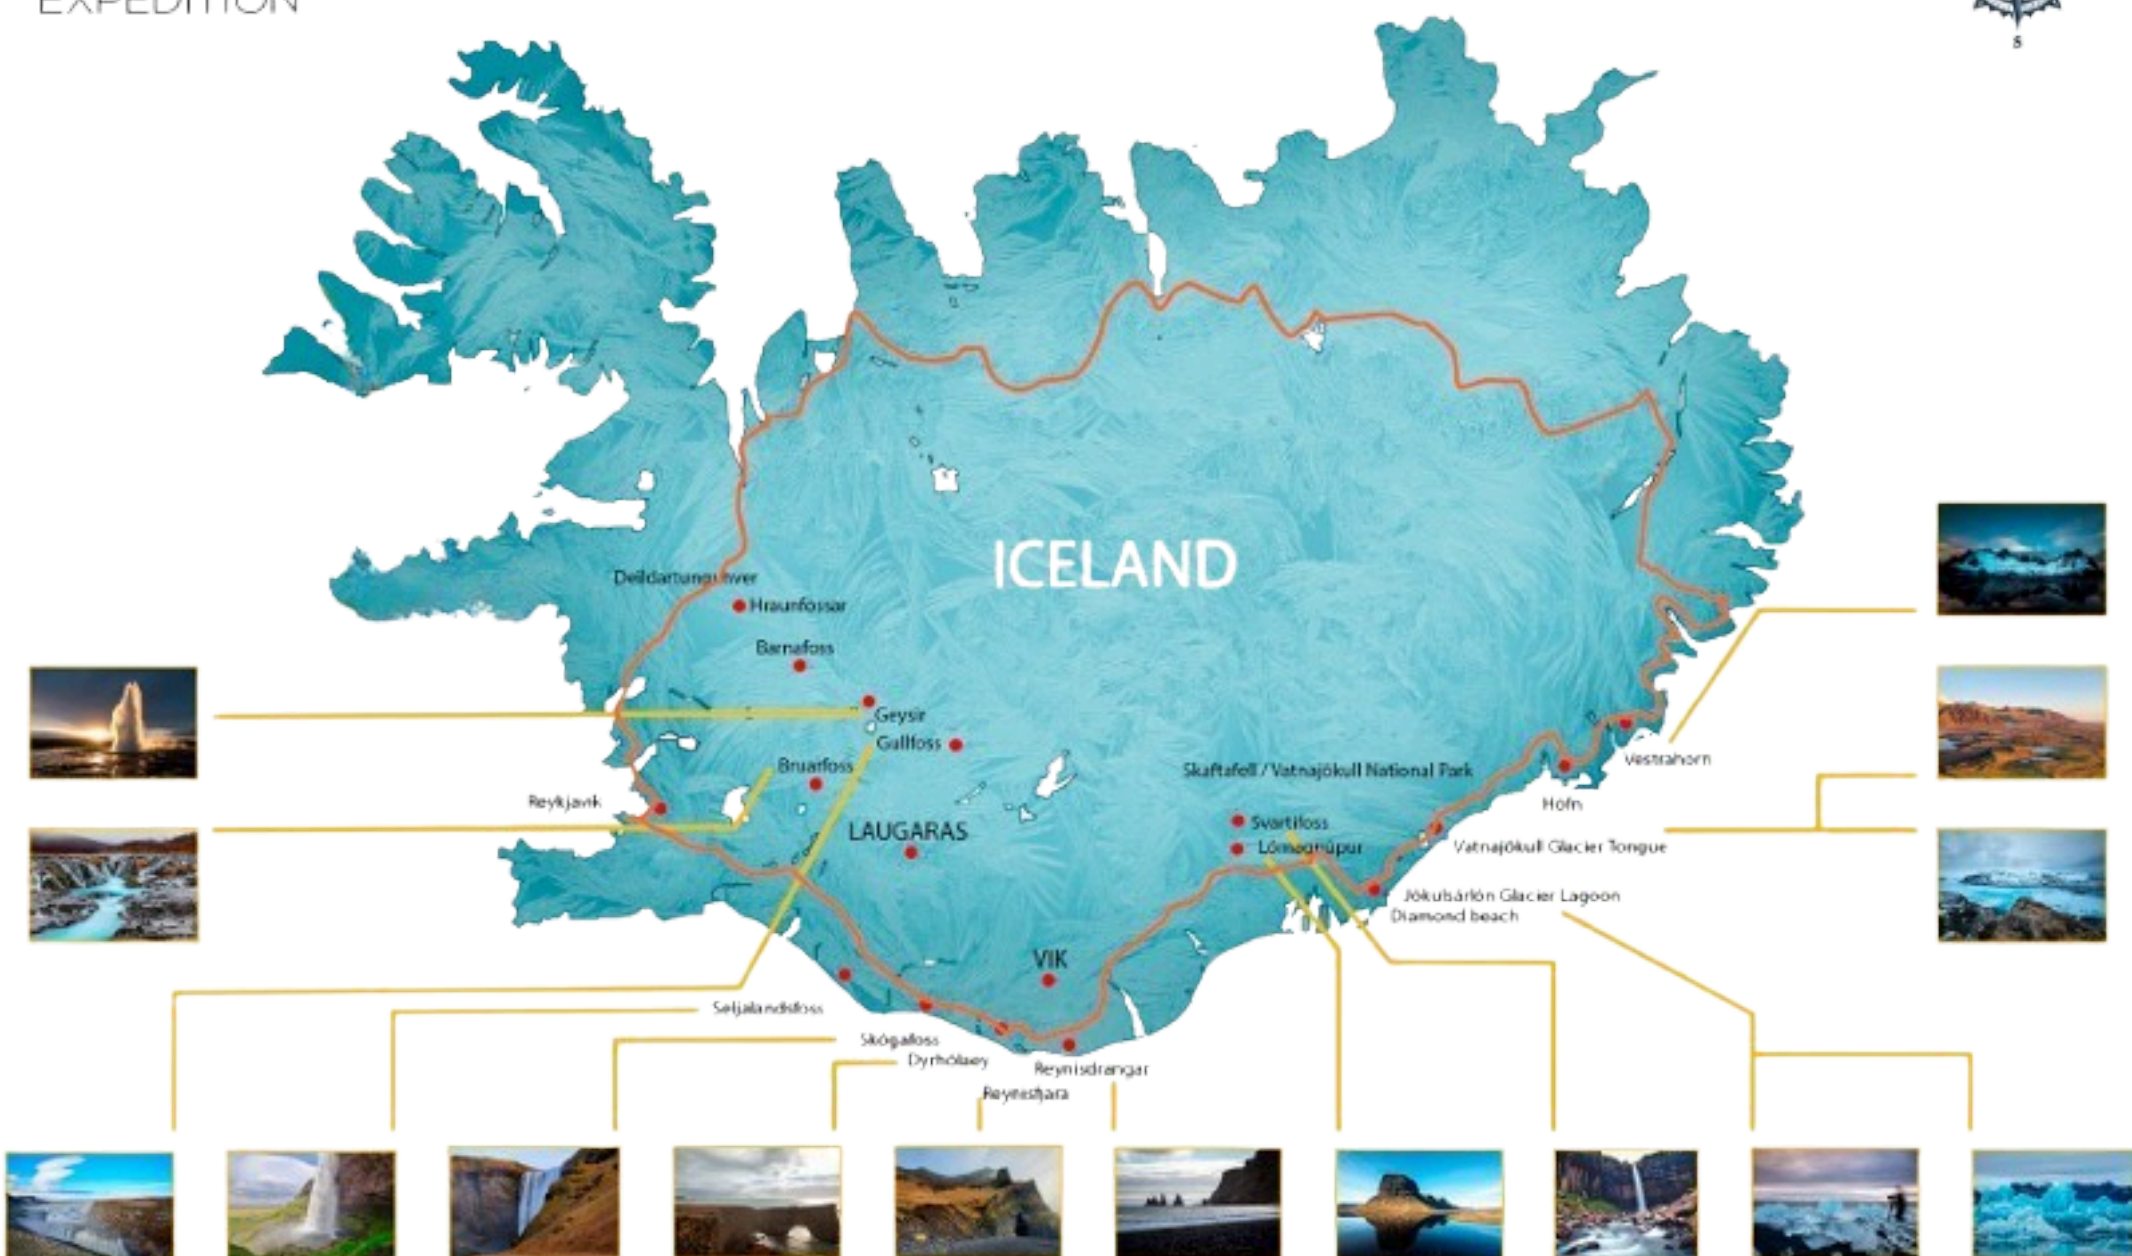 EXPEDITION
S
ICELAND
Hraunfossar
Barnafoss
Geysir
Gullfoss
Bruarfoss
Reykjavik
LAUGARAS
Skaftafell / Vatnajökull National Park
Svartifoss
Lómagnúpur
Vestrahorn
Höfn
Vatnajökull Glacier Tongue
Jökulsárlón Glacier Lagoon
Diamond beach
VIK
Seljalandsfoss
Skógafoss
Dyrhólaey
Reynisdrangar
Reynisfjara